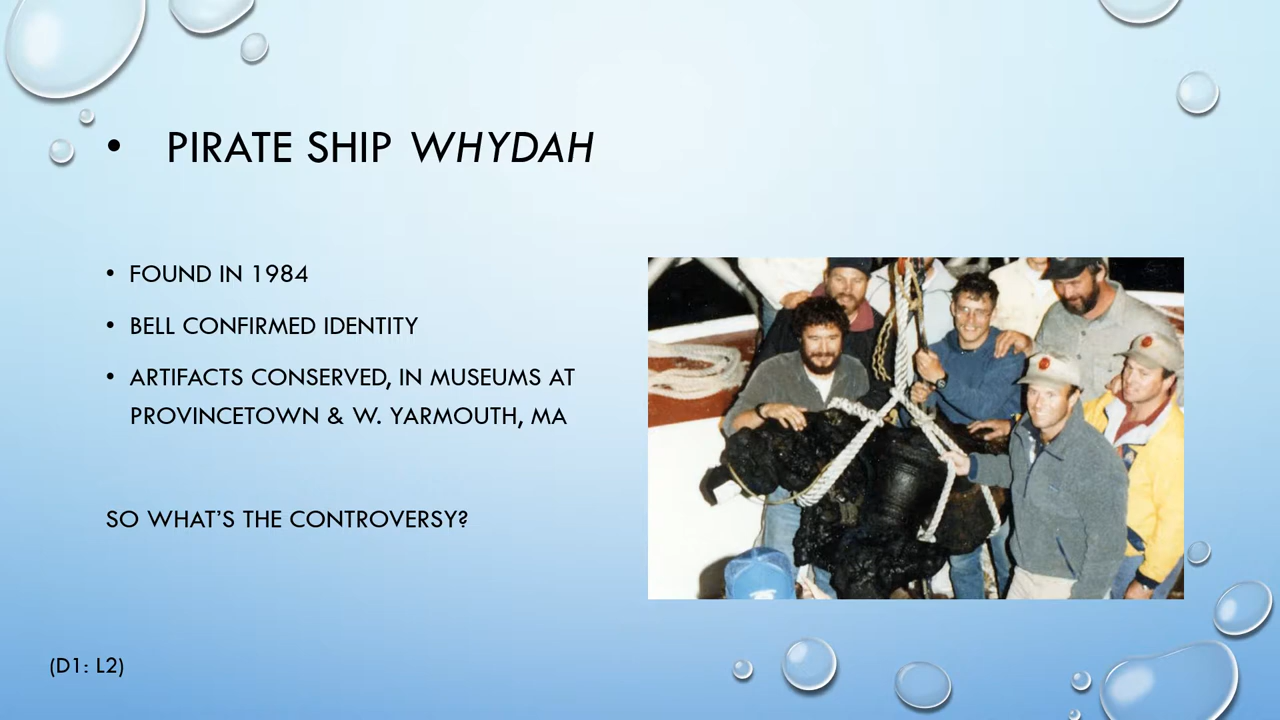 • PIRATE SHIP WHYDAH
• FOUND IN 1984
• BELL CONFIRMED IDENTITY
• ARTIFACTS CONSERVED, IN MUSEUMS AT
PROVINCETOWN & W. YARMOUTH, MA
SO WHAT’S THE CONTROVERSY?
(D1: L2)